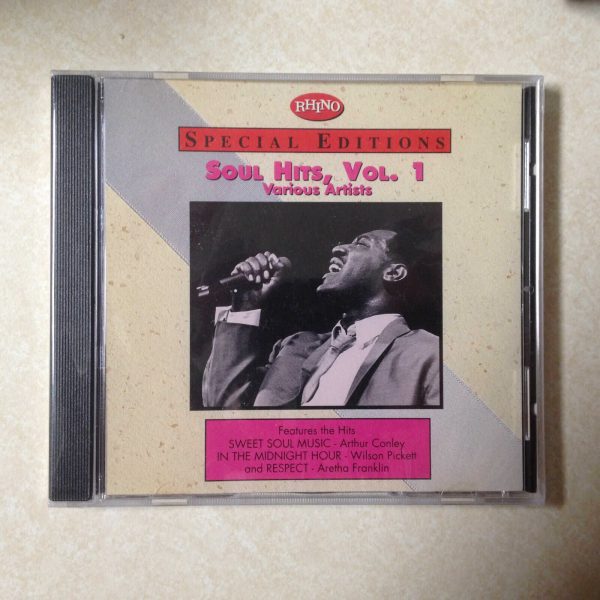 RHINO
SPECIAL EDITIONS
SOUL HITS, VOL. 1
Various Artists
Features the Hits
SWEET SOUL MUSIC - Arthur Conley
IN THE MIDNIGHT HOUR - Wilson Pickett
and RESPECT - Aretha Franklin